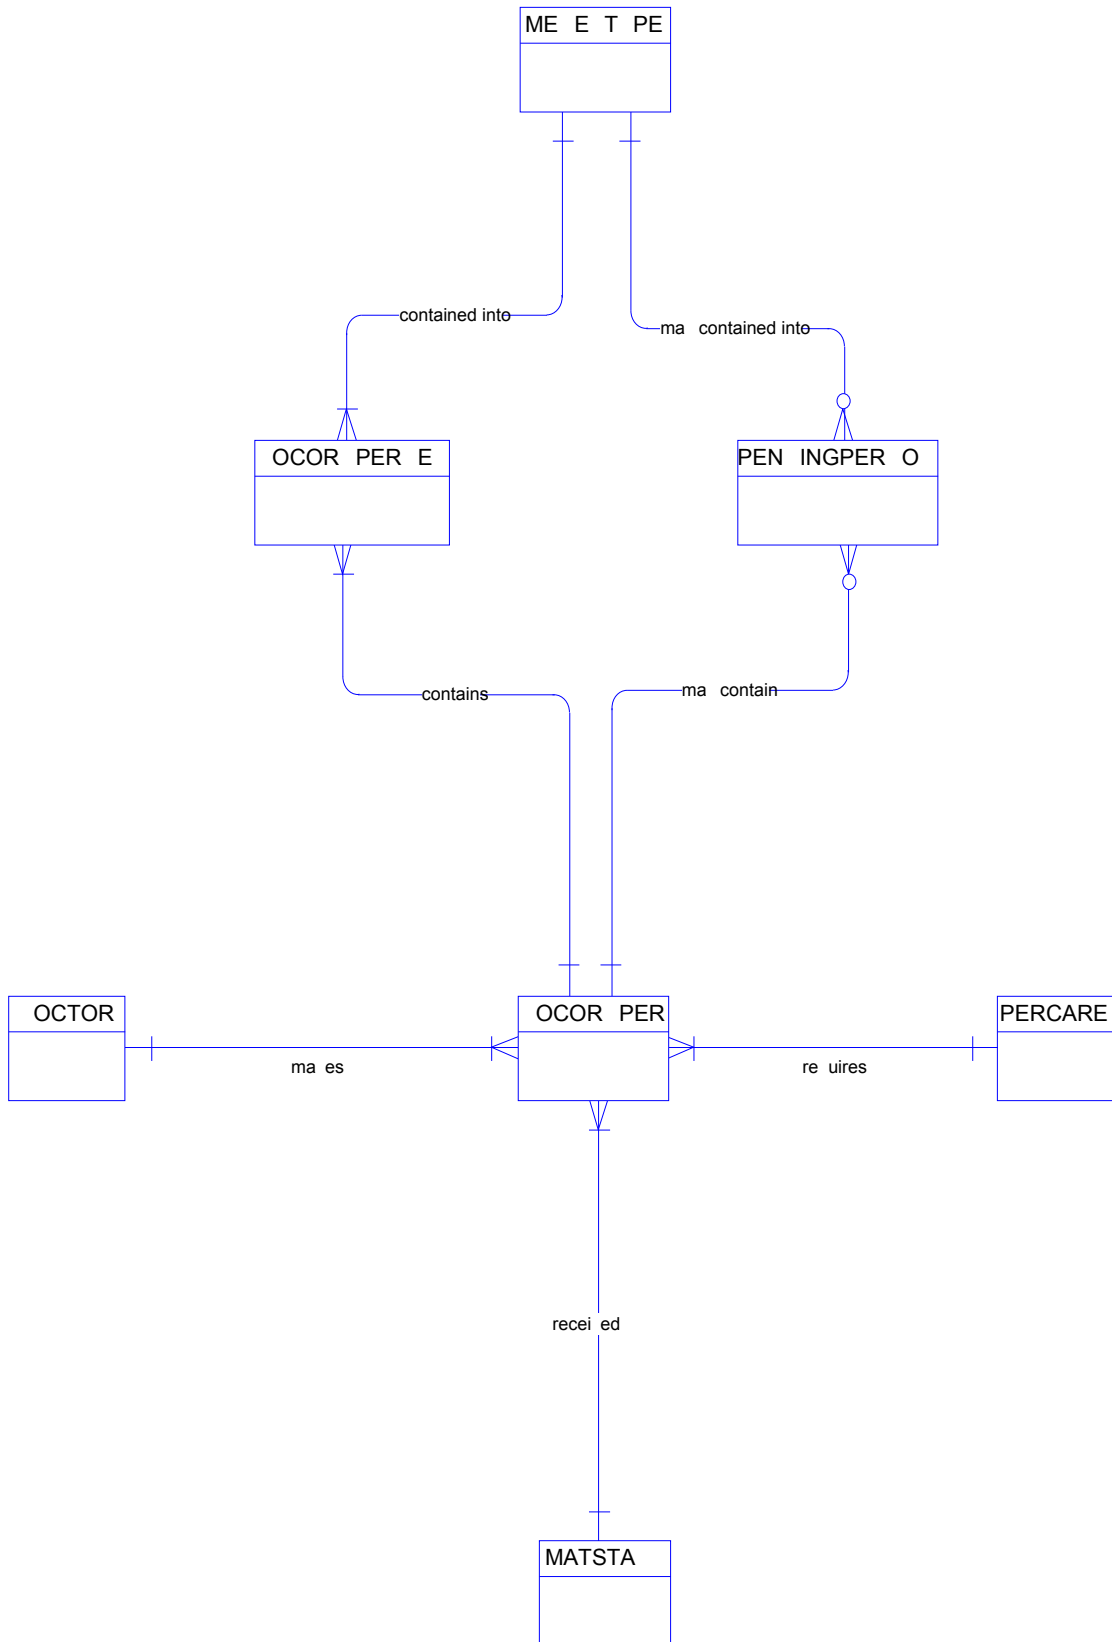 ME E T PE
contained into
ma contained into
OCOR PER E
PEN INGPER O
contains
ma contain
OCTOR
OCOR PER
PERCARE
ma es
re uires
recei ed
MATSTA